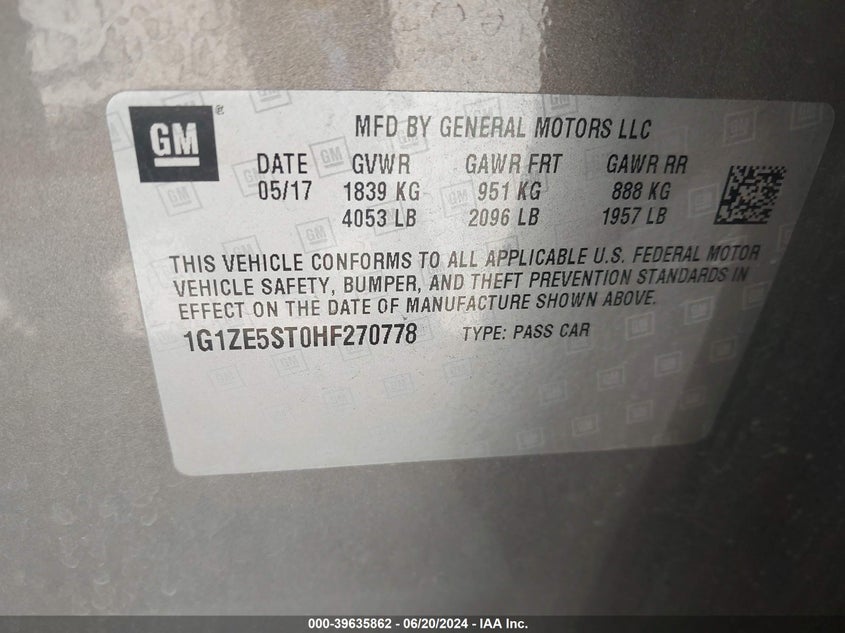 GM ®
MFD BY GENERAL MOTORS LLC
DATE GVWR GAWR FRT GAWR RR
05/17 1839 KG 951 KG 888 KG
4053 LB 2096 LB 1957 LB
THIS VEHICLE CONFORMS TO ALL APPLICABLE U.S. FEDERAL MOTOR
VEHICLE SAFETY, BUMPER, AND THEFT PREVENTION STANDARDS IN
EFFECT ON THE DATE OF MANUFACTURE SHOWN ABOVE.
1G1ZE5ST0HF270778 TYPE: PASS CAR
000-39635862 / 06/20/2024 - IAA Inc.